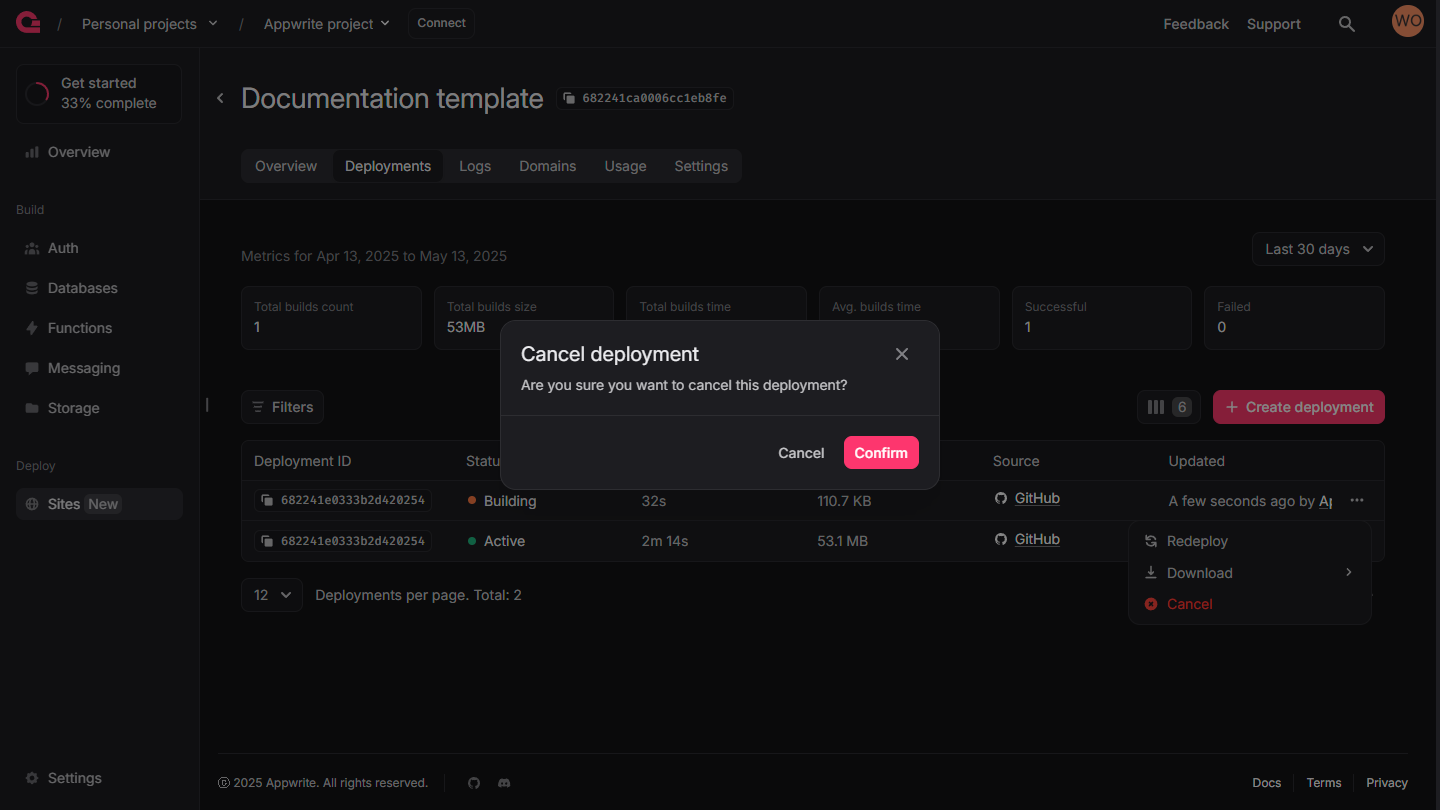 / Personal projects / Appwrite project Connect Feedback Support WO
Get started
33% complete
Documentation template 682241ca0006cc1eb8fe
Overview
Overview Deployments Logs Domains Usage Settings
Build
Auth
Databases
Functions
Messaging
Storage
Deploy
Sites New
Settings
Metrics for Apr 13, 2025 to May 13, 2025 Last 30 days
Total builds count Total builds size Total builds time Avg. builds time Successful Failed
1 53MB 1 0
Cancel deployment
Are you sure you want to cancel this deployment?
Cancel Confirm
Filters 6 + Create deployment
Deployment ID Statu Source Updated
682241e0333b2d420254 Building 32s 110.7 KB GitHub A few seconds ago by Ap
682241e0333b2d420254 Active 2m 14s 53.1 MB GitHub
Redeploy
Download
Cancel
12 Deployments per page. Total: 2
© 2025 Appwrite. All rights reserved. Docs Terms Privacy